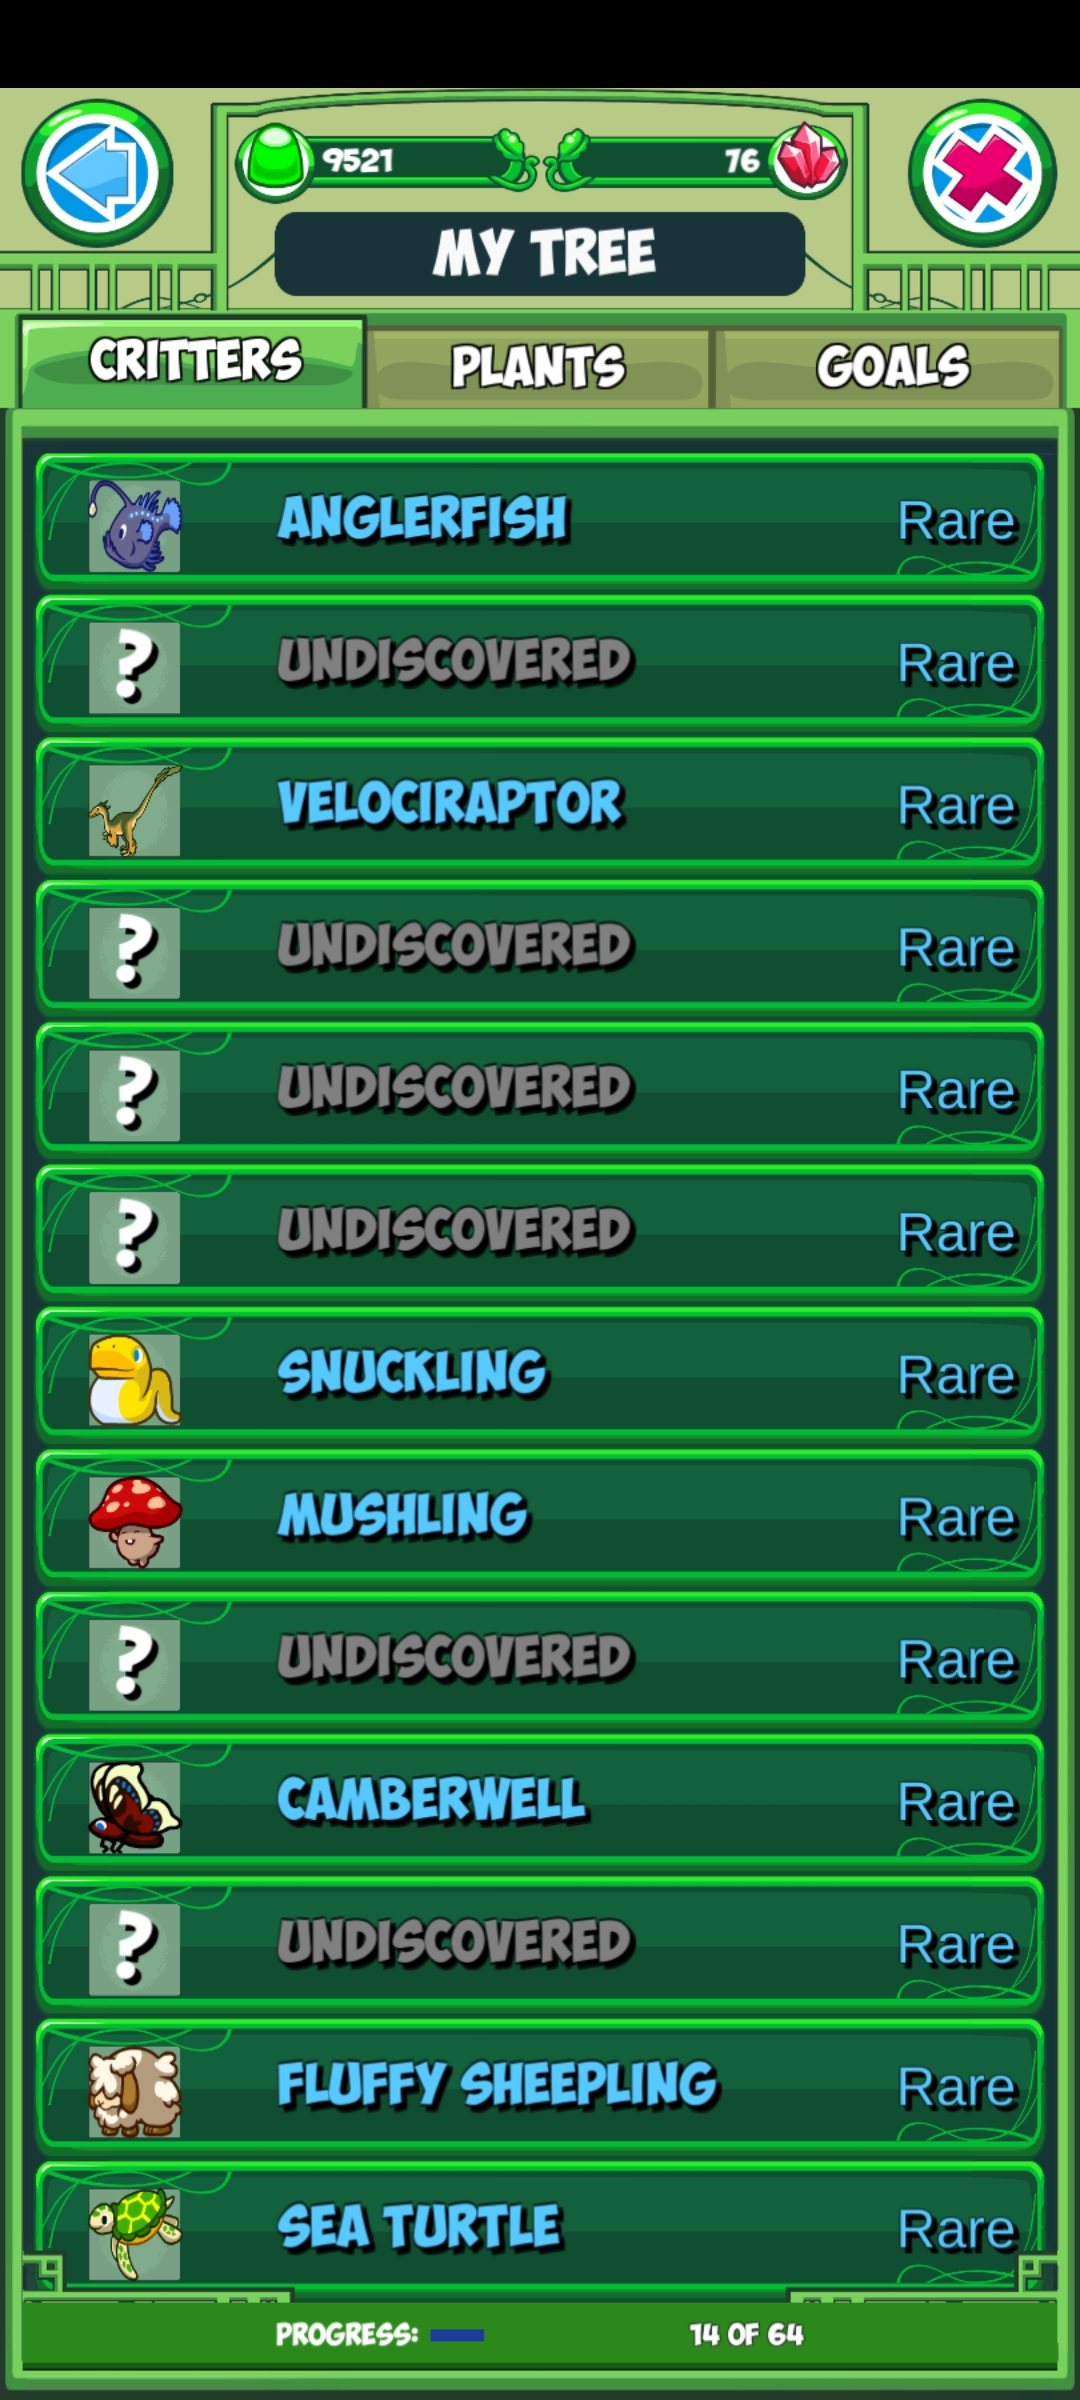 9521
76
MY TREE
CRITTERS
PLANTS
GOALS
ANGLERFISH
Rare
?
UNDISCOVERED
Rare
VELOCIRAPTOR
Rare
?
UNDISCOVERED
Rare
?
UNDISCOVERED
Rare
?
UNDISCOVERED
Rare
SNUCKLING
Rare
MUSHLING
Rare
?
UNDISCOVERED
Rare
CAMBERWELL
Rare
?
UNDISCOVERED
Rare
FLUFFY SHEEPLING
Rare
SEA TURTLE
Rare
PROGRESS:
14 OF 64